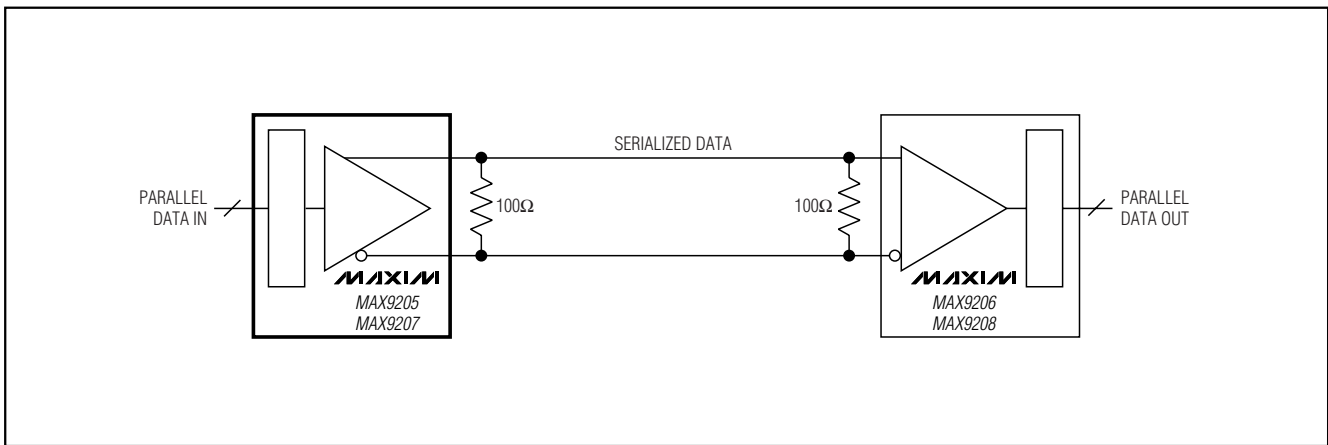 PARALLEL
DATA IN
MAXIM
MAX9205
MAX9207
100Ω
SERIALIZED DATA
100Ω
MAXIM
MAX9206
MAX9208
PARALLEL
DATA OUT